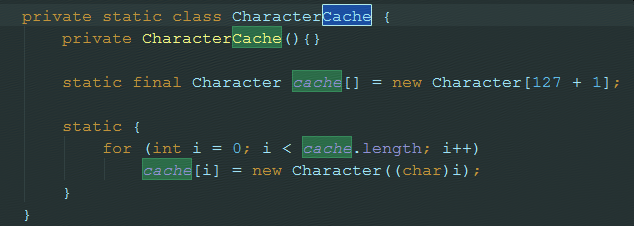 private static class CharacterCache {
    private CharacterCache(){}

    static final Character cache[] = new Character[127 + 1];

    static {
        for (int i = 0; i < cache.length; i++)
            cache[i] = new Character((char)i);
    }
}